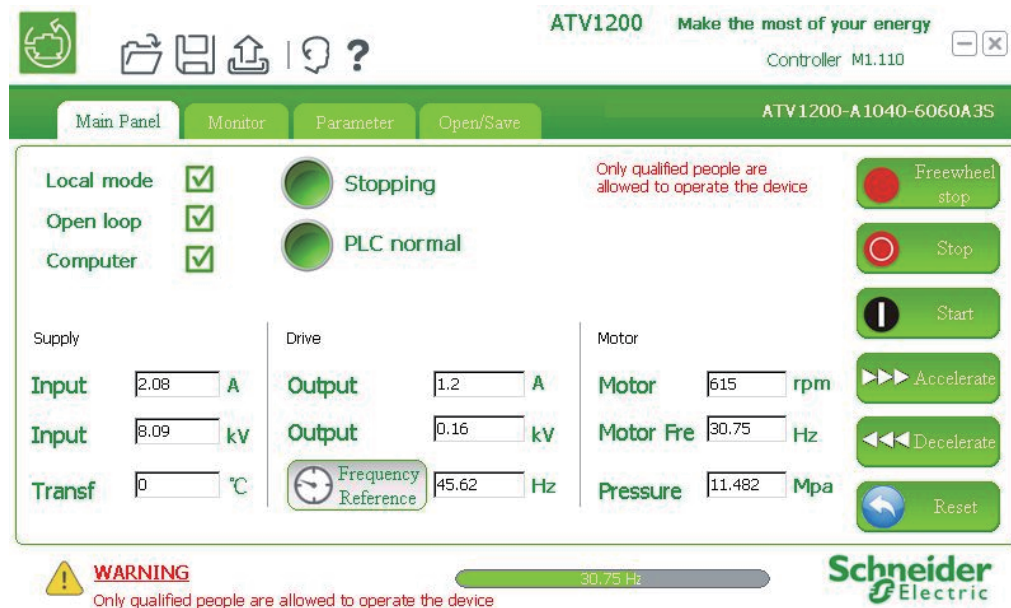 ATV1200 Make the most of your energy
Controller M1.110
?
Main Panel Monitor Parameter Open/Save ATV1200-A1040-6060A3S
Local mode Stopping
Open loop
Computer PLC normal
Only qualified people are
allowed to operate the device
Freewheel
stop
Stop
Start
Accelerate
Decelerate
Reset
Supply
Input 2.08 A
Input 8.09 kV
Transf 0 °C
Drive
Output 1.2 A
Output 0.16 kV
Frequency
Reference 45.62 Hz
Motor
Motor 615 rpm
Motor Fre 30.75 Hz
Pressure 11.482 Mpa
WARNING
Only qualified people are allowed to operate the device
30.75 Hz
Schneider
Electric